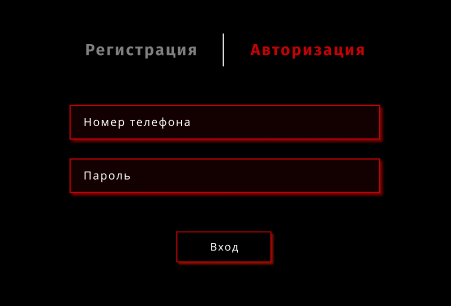 Регистрация Авторизация
Номер телефона
Пароль
Вход